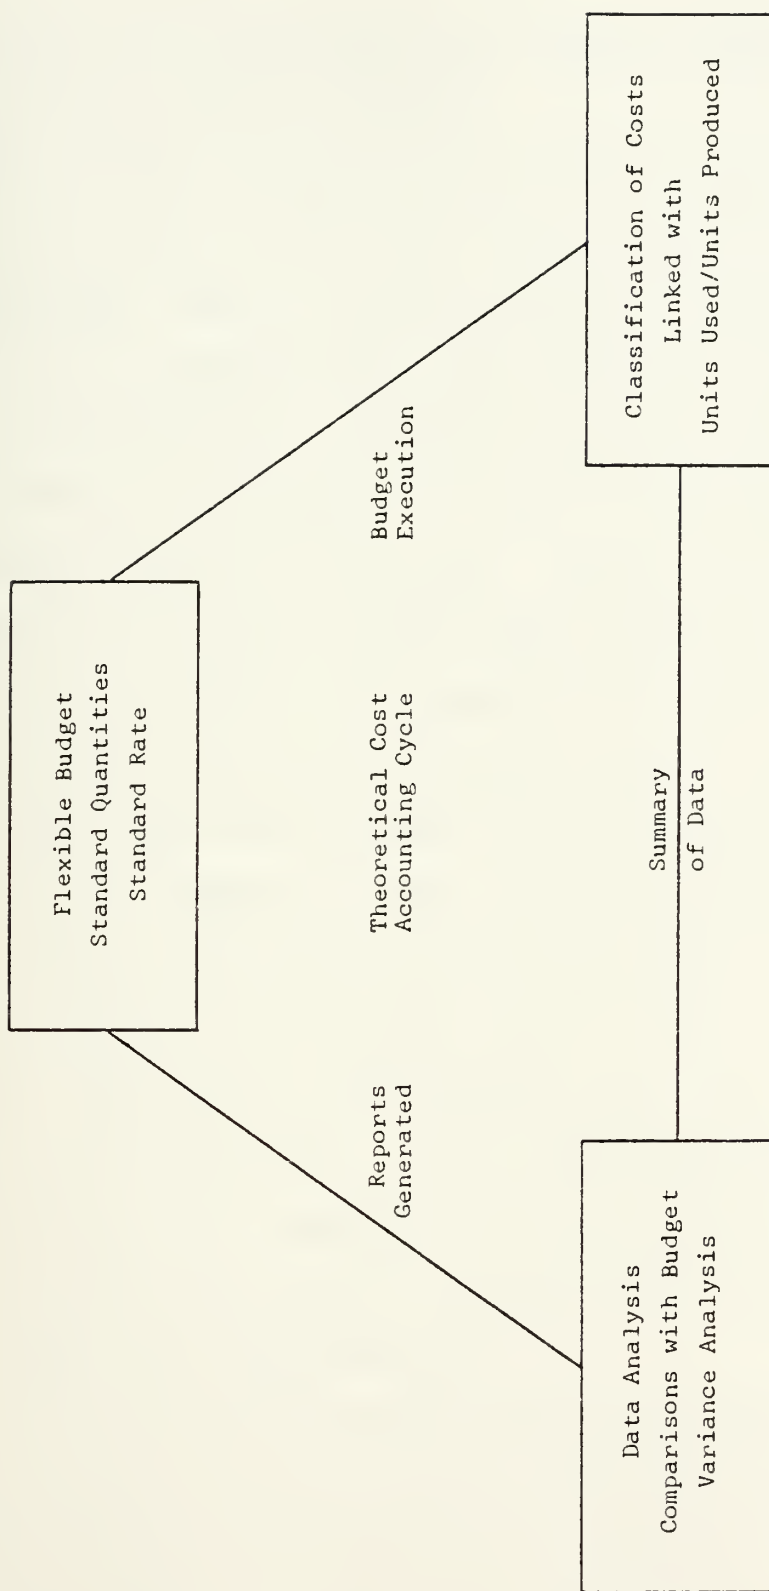 Flexible Budget
Standard Quantities
Standard Rate
Reports
Generated
Theoretical Cost
Accounting Cycle
Budget
Execution
Data Analysis
Comparisons with Budget
Variance Analysis
Summary
of Data
Classification of Costs
Linked with
Units Used/Units Produced